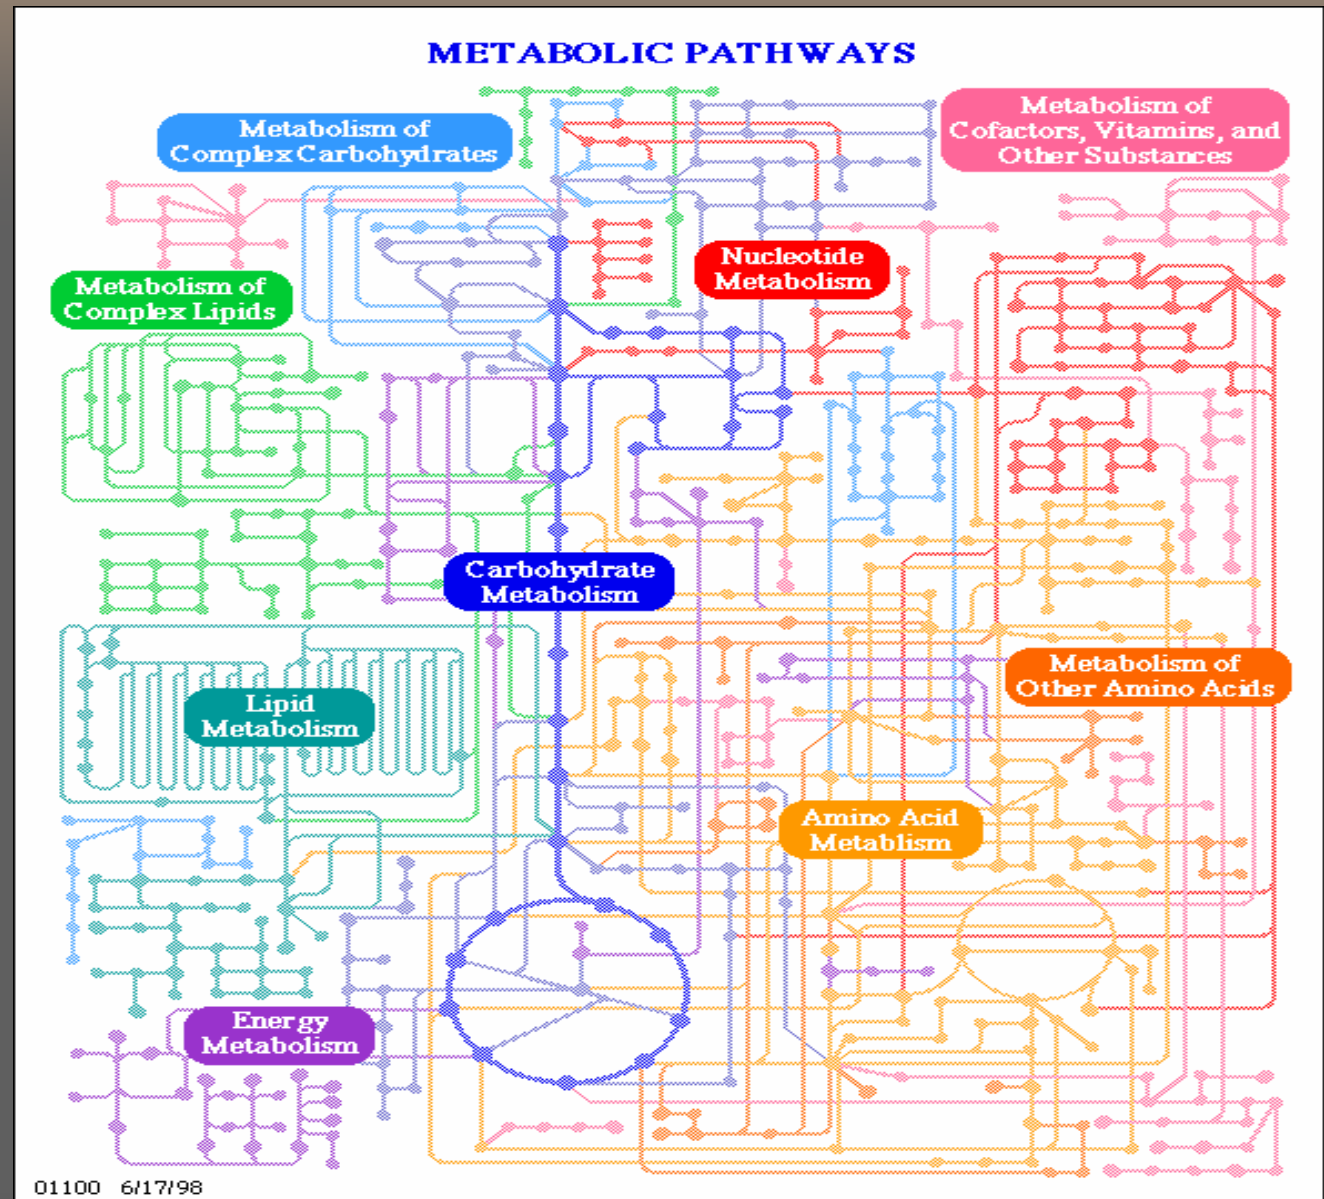 METABOLIC PATHWAYS
Metabolism of
Complex Carbohydrates
Metabolism of
Cofactors, Vitamins, and
Other Substances
Nucleotide
Metabolism
Metabolism of
Complex Lipids
Carbohydrate
Metabolism
Metabolism of
Other Amino Acids
Lipid
Metabolism
Amino Acid
Metablism
Energy
Metabolism
01100 6/17/98